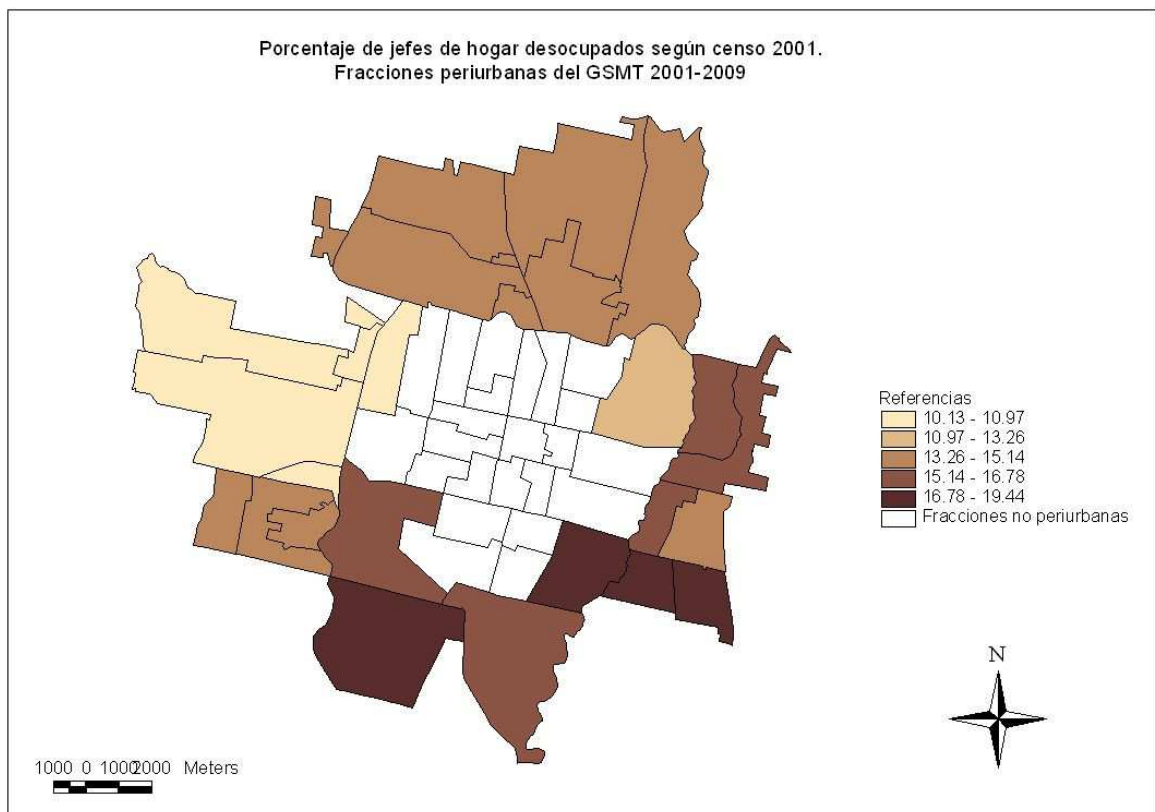 Porcentaje de jefes de hogar desocupados según censo 2001.
Fracciones periurbanas del GSMT 2001-2009
Referencias
10.13 - 10.97
10.97 - 13.26
13.26 - 15.14
15.14 - 16.78
16.78 - 19.44
Fracciones no periurbanas
N
1000 0 10002000 Meters